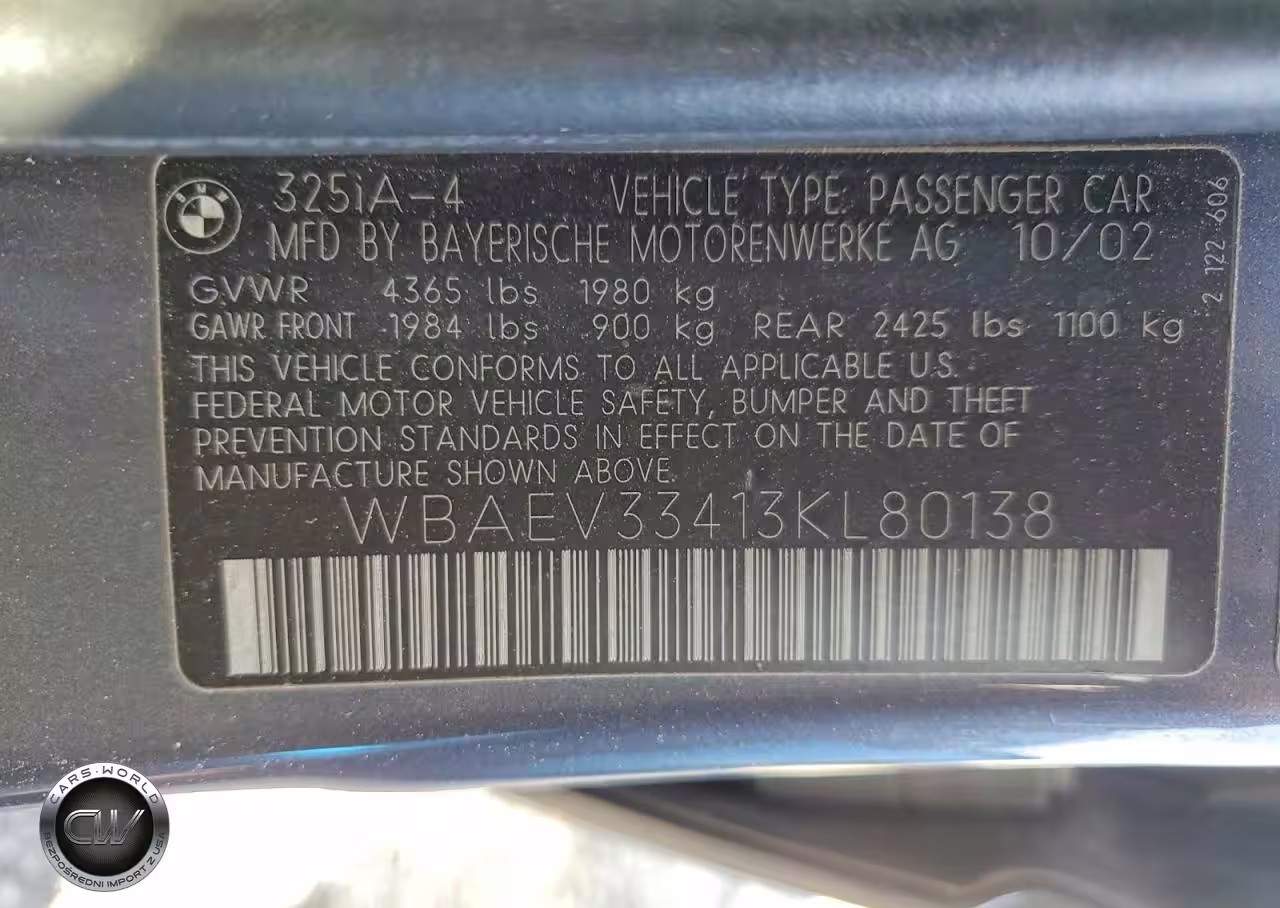 BMW
325iA-4 VEHICLE TYPE: PASSENGER CAR
MFD BY BAYERISCHE MOTORENWERKE AG 10/02
GVWR 4365 lbs 1980 kg
GAWR FRONT 1984 lbs 900 kg REAR 2425 lbs 1100 kg
THIS VEHICLE CONFORMS TO ALL APPLICABLE U.S.
FEDERAL MOTOR VEHICLE SAFETY, BUMPER AND THEFT
PREVENTION STANDARDS IN EFFECT ON THE DATE OF
MANUFACTURE SHOWN ABOVE.
WBAEV33413KL80138
2 122 606
CARS·WORLD
CW
BEZPOŚREDNI IMPORT Z USA